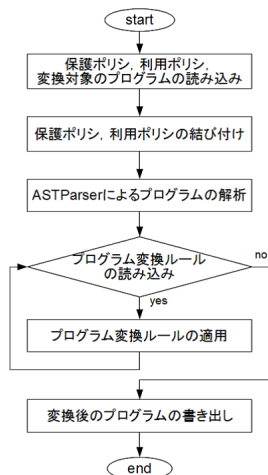 start
保護ポリシ, 利用ポリシ,
変換対象のプログラムの読み込み
保護ポリシ, 利用ポリシの結び付け
ASTParserによるプログラムの解析
プログラム変換ルール
の読み込み
no
yes
プログラム変換ルールの適用
変換後のプログラムの書き出し
end